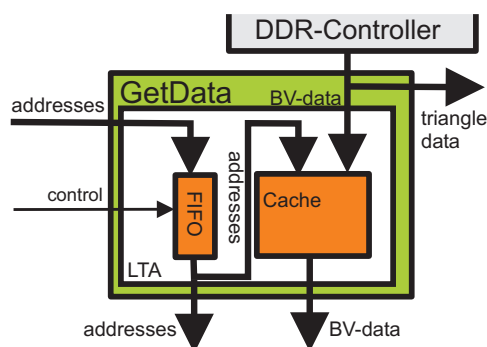 DDR-Controller
GetData
BV-data
addresses
triangle
data
addresses
control
FIFO
Cache
LTA
addresses
BV-data